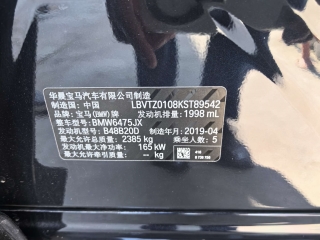 华晨宝马汽车有限公司制造
制造国：中国 LBVTZ0108KST89542
品牌：宝马(BMW)牌 发动机排量：1998 mL
整车型号：BMW6475JX
发动机型号：B48B20D 制造年月：2019-04
最大允许总质量：2385 kg 乘坐人数：5
发动机最大净功率：165 kW
最大允许牵引质量：-- kg